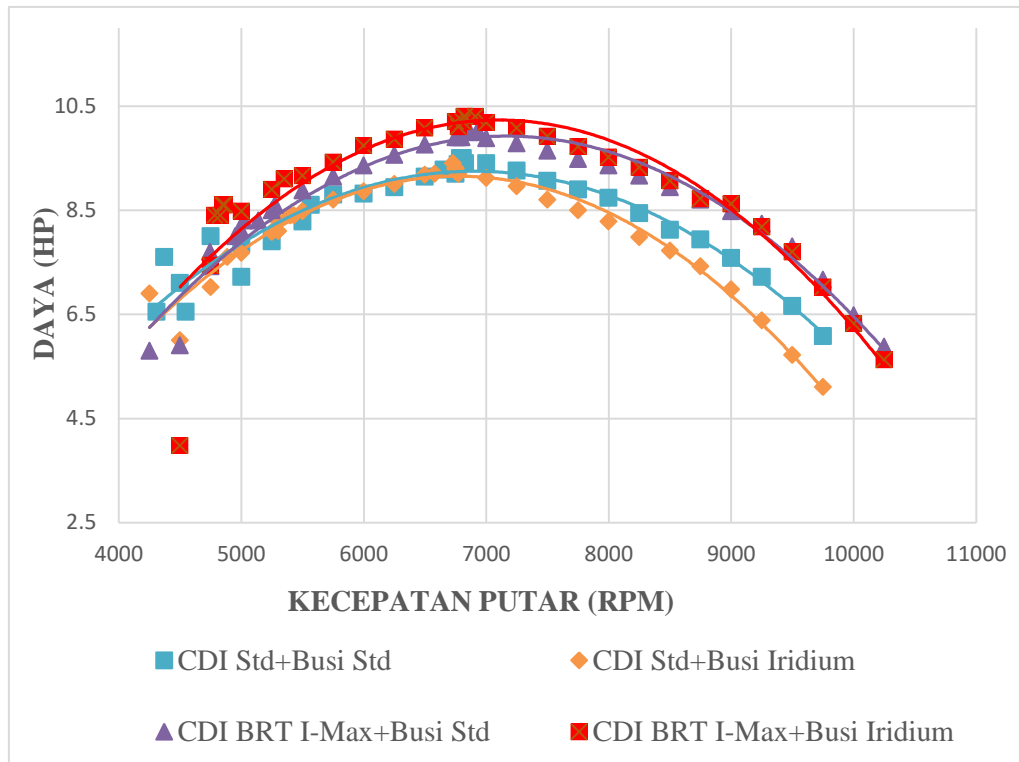 10.5
8.5
6.5
4.5
2.5
DAYA (HP)
4000 5000 6000 7000 8000 9000 10000 11000
KECEPATAN PUTAR (RPM)
CDI Std+Busi Std CDI Std+Busi Iridium
CDI BRT I-Max+Busi Std CDI BRT I-Max+Busi Iridium